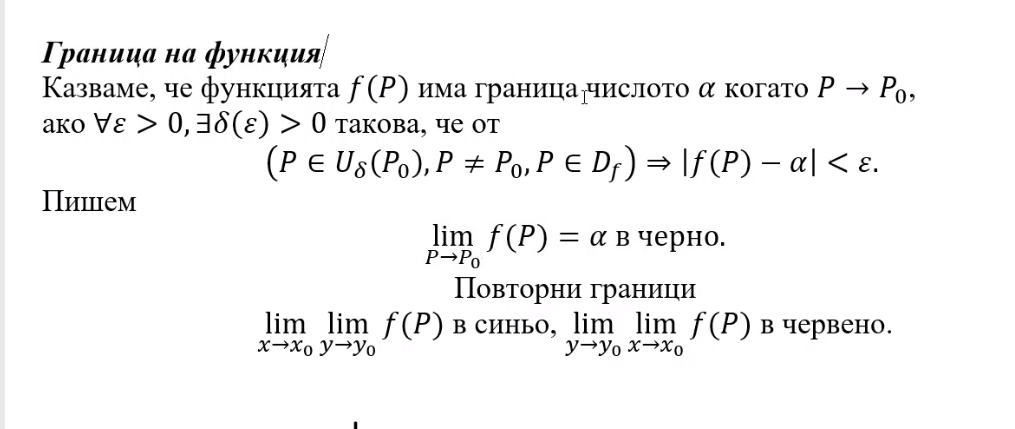 Граница на функция
Казваме, че функцията f(P) има граница числото α когато P → P₀,
ако ∀ε > 0, ∃δ(ε) > 0 такова, че от
(P ∈ U_δ(P₀), P ≠ P₀, P ∈ D_f) ⇒ |f(P) − α| < ε.
Пишем
lim_{P→P₀} f(P) = α в черно.
Повторни граници
lim_{x→x₀} lim_{y→y₀} f(P) в синьо, lim_{y→y₀} lim_{x→x₀} f(P) в червено.